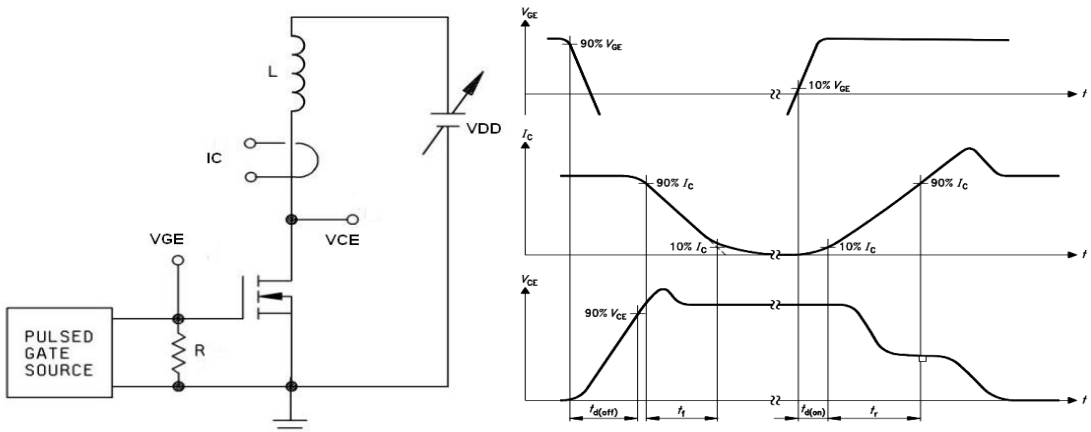 L
IC
VDD
VGE
VCE
PULSED
GATE
SOURCE
R
VGE
90% VGE
10% VGE
t
IC
90% IC
90% IC
10% IC
10% IC
t
VCE
90% VCE
t
td(off)
tf
td(on)
tr